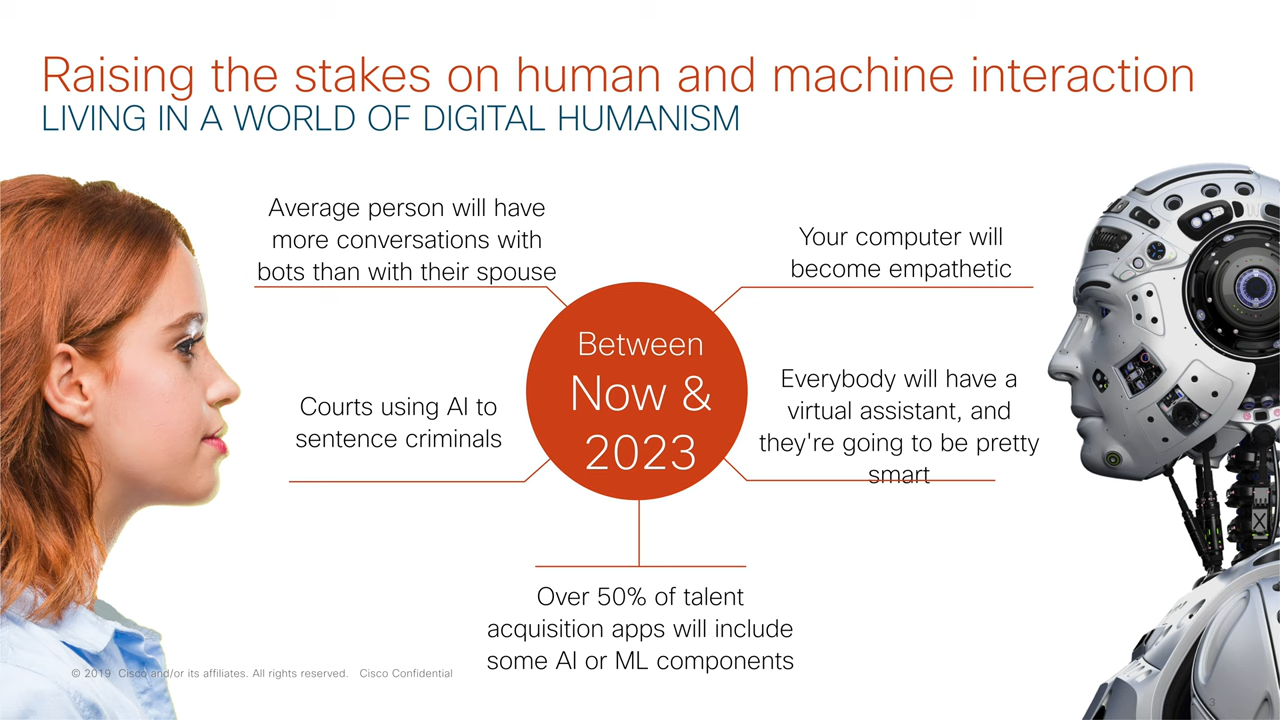 Raising the stakes on human and machine interaction
LIVING IN A WORLD OF DIGITAL HUMANISM
Average person will have
more conversations with
bots than with their spouse
Your computer will
become empathetic
Between
Now &
2023
Courts using AI to
sentence criminals
Everybody will have a
virtual assistant, and
they're going to be pretty
smart
Over 50% of talent
acquisition apps will include
some AI or ML components
© 2019 Cisco and/or its affiliates. All rights reserved. Cisco Confidential
3